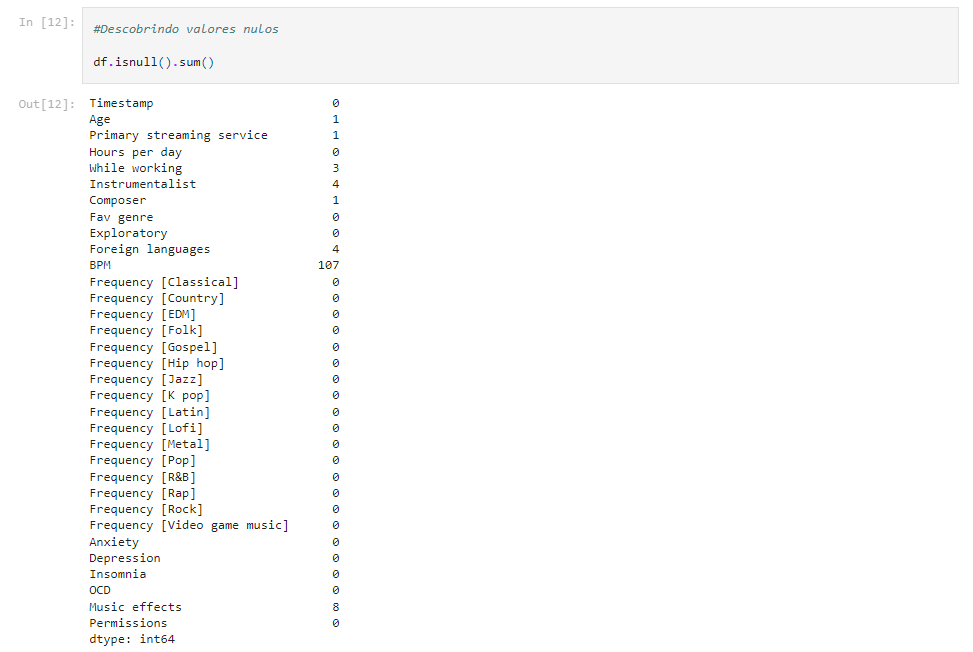 In [12]:
#Descobrindo valores nulos
df.isnull().sum()
Out[12]:
Timestamp 0
Age 1
Primary streaming service 1
Hours per day 0
While working 3
Instrumentalist 4
Composer 1
Fav genre 0
Exploratory 0
Foreign languages 4
BPM 107
Frequency [Classical] 0
Frequency [Country] 0
Frequency [EDM] 0
Frequency [Folk] 0
Frequency [Gospel] 0
Frequency [Hip hop] 0
Frequency [Jazz] 0
Frequency [K pop] 0
Frequency [Latin] 0
Frequency [Lofi] 0
Frequency [Metal] 0
Frequency [Pop] 0
Frequency [R&B] 0
Frequency [Rap] 0
Frequency [Rock] 0
Frequency [Video game music] 0
Anxiety 0
Depression 0
Insomnia 0
OCD 0
Music effects 8
Permissions 0
dtype: int64